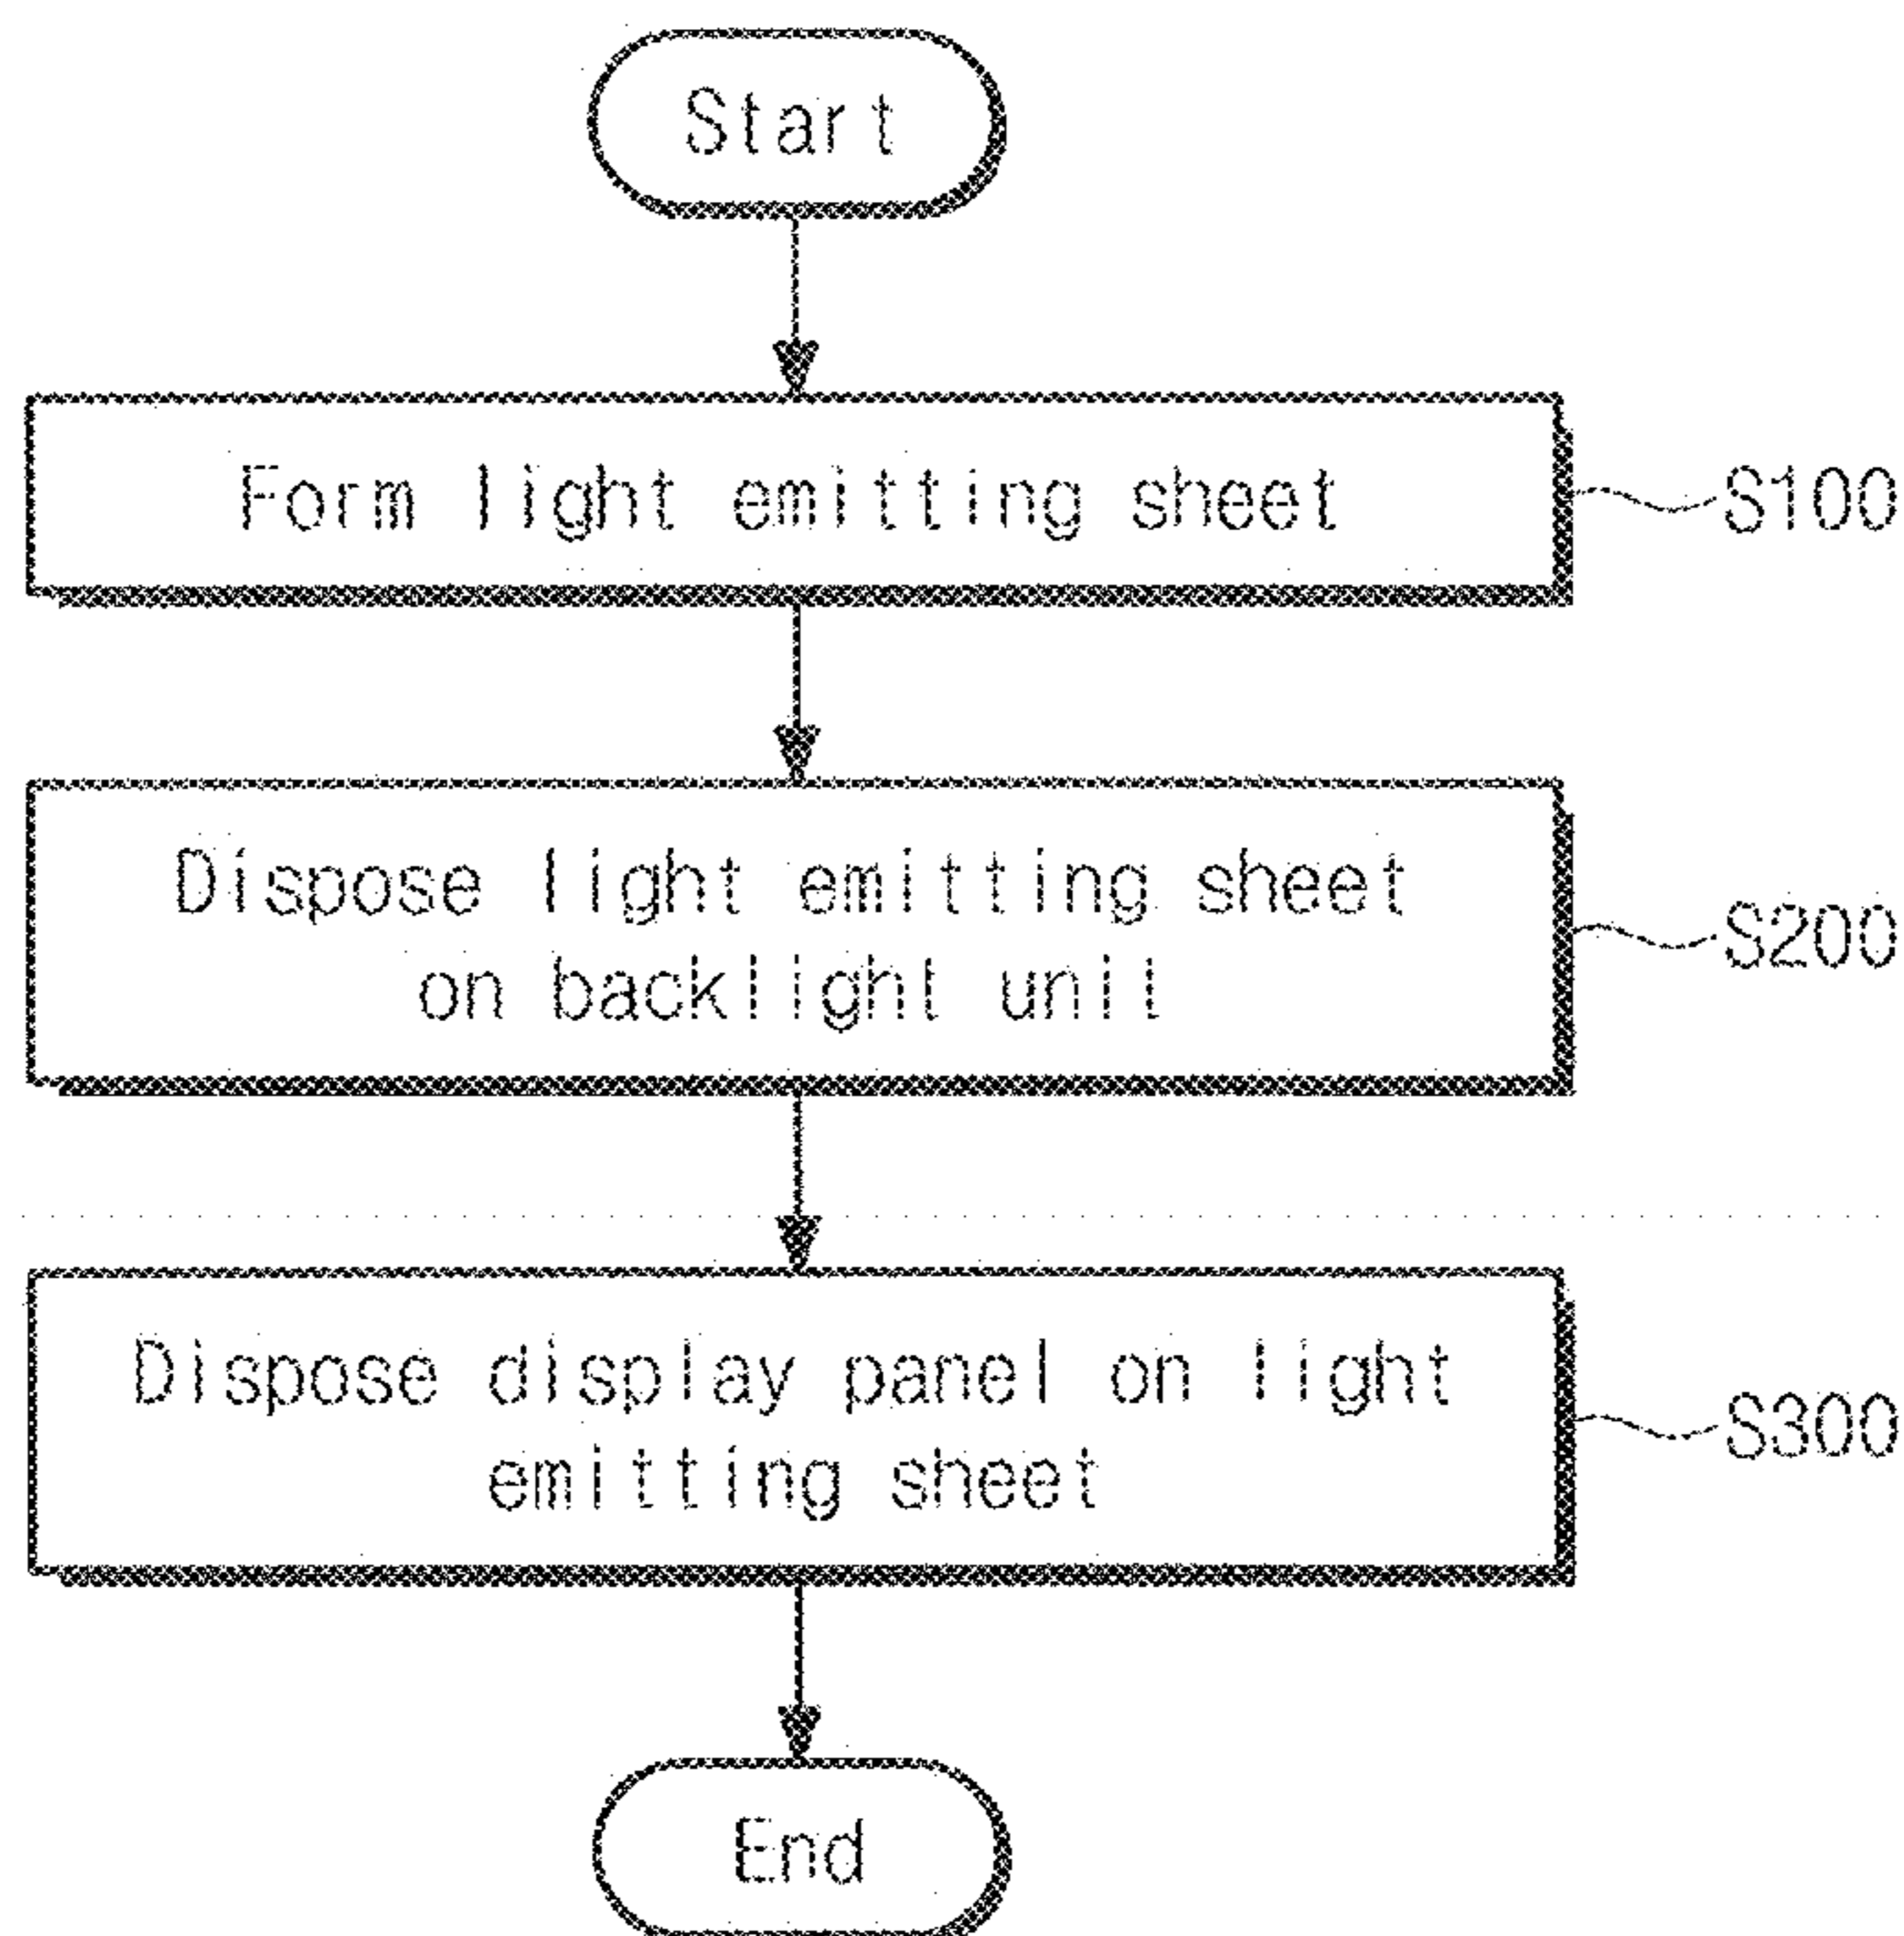 Start
Form light emitting sheet
S100
Dispose light emitting sheet
on backlight unit
S200
Dispose display panel on light
emitting sheet
S300
End